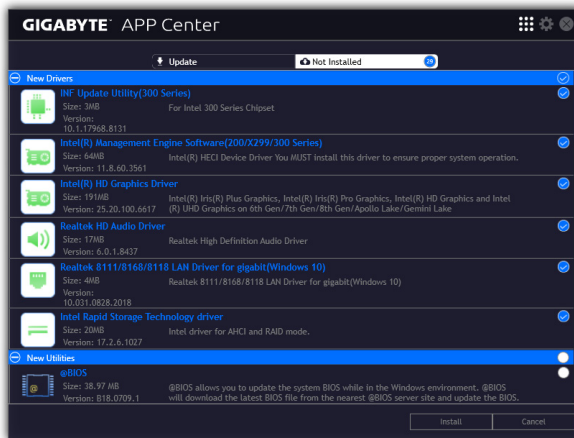 GIGABYTE™ APP Center
Update
Not Installed 29
New Drivers
INF Update Utility(300 Series)
Size: 3MB
For Intel 300 Series Chipset
Version:
10.1.17968.8131
Intel(R) Management Engine Software(200/X299/300 Series)
Size: 64MB
Intel(R) HECI Device Driver You MUST install this driver to ensure proper system operation.
Version: 11.8.60.3561
Intel(R) HD Graphics Driver
Size: 191MB
Intel(R) Iris(R) Plus Graphics, Intel(R) Iris(R) Pro Graphics, Intel(R) HD Graphics and Intel
Version: 25.20.100.6617
(R) UHD Graphics on 6th Gen/7th Gen/8th Gen/Apollo Lake/Gemini Lake
Realtek HD Audio Driver
Size: 17MB
Realtek High Definition Audio Driver
Version: 6.0.1.8437
Realtek 8111/8168/8118 LAN Driver for gigabit(Windows 10)
Size: 4MB
Realtek 8111/8168/8118 LAN Driver for gigabit(Windows 10)
Version:
10.031.0828.2018
Intel Rapid Storage Technology driver
Size: 20MB
Intel driver for AHCI and RAID mode.
Version: 17.2.6.1027
New Utilities
@BIOS
@
Size: 38.97 MB
@BIOS allows you to update the system BIOS while in the Windows environment. @BIOS
Version: B18.0709.1
will download the latest BIOS file from the nearest @BIOS server site and update the BIOS.
Install
Cancel